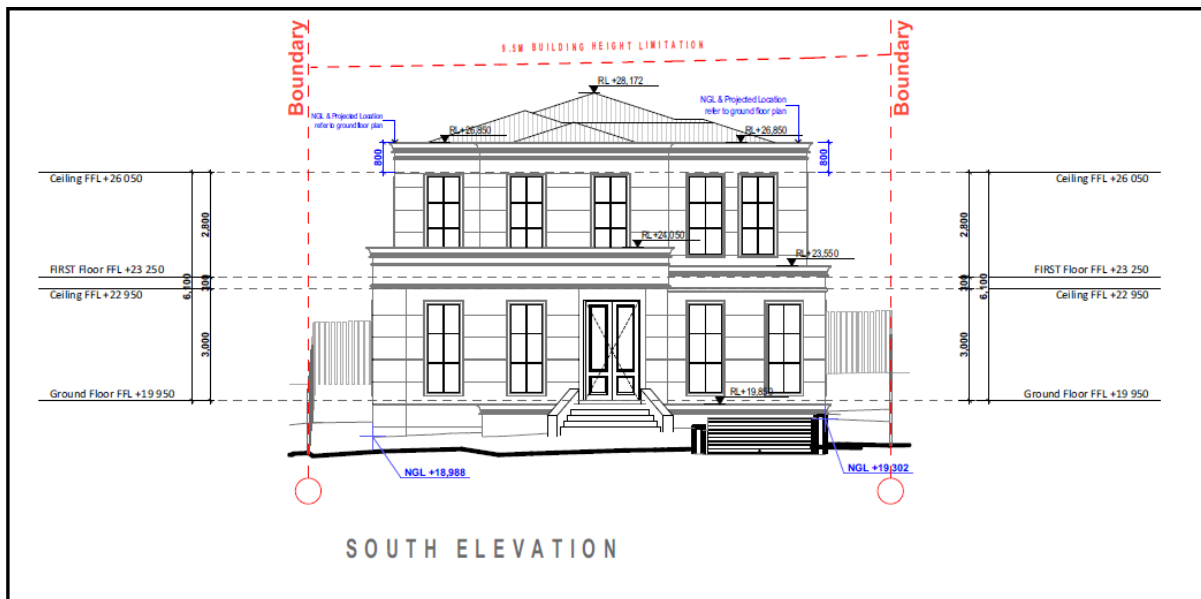 Boundary
Boundary
9.5M BUILDING HEIGHT LIMITATION
RL +28,172
NGL & Projected Location
refer to ground floor plan
NGL & Projected Location
refer to ground floor plan
RL+26,850
RL+26,850
800
800
Ceiling FFL +26 050
Ceiling FFL +26 050
2,800
2,800
RL+24,050
RL+23,550
FIRST Floor FFL +23 250
FIRST Floor FFL +23 250
6,100
300
300
6,100
Ceiling FFL +22 950
Ceiling FFL +22 950
3,000
3,000
RL+19,850
Ground Floor FFL +19 950
Ground Floor FFL +19 950
NGL +18,988
NGL +19,302
SOUTH ELEVATION